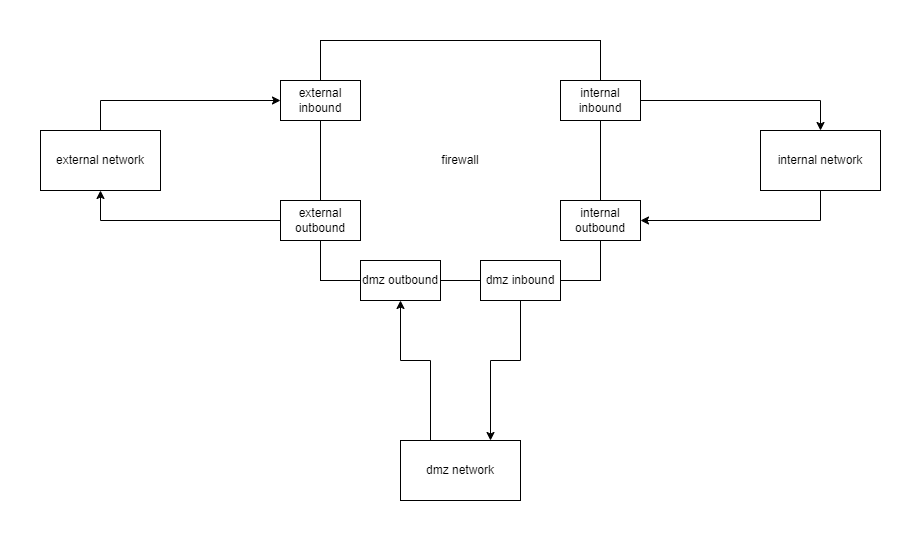 external
inbound
internal
inbound
external network
firewall
internal network
external
outbound
internal
outbound
dmz outbound
dmz inbound
dmz network